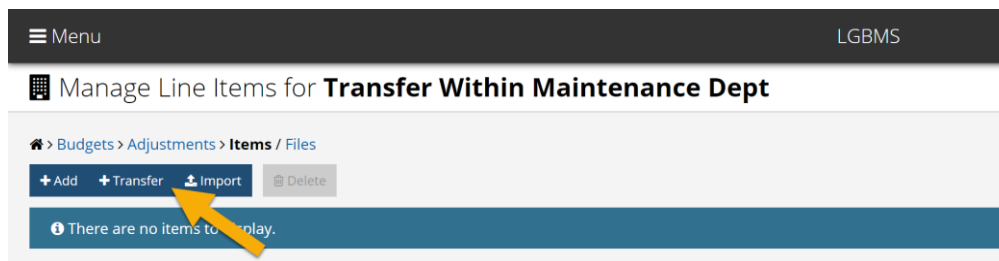 Menu LGBMS
Manage Line Items for Transfer Within Maintenance Dept
> Budgets > Adjustments > Items / Files
+ Add + Transfer Import Delete
There are no items to play.